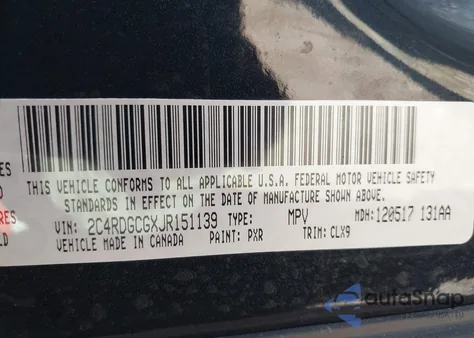 THIS VEHICLE CONFORMS TO ALL APPLICABLE U.S.A. FEDERAL MOTOR VEHICLE SAFETY
STANDARDS IN EFFECT ON THE DATE OF MANUFACTURE SHOWN ABOVE.
VIN: 2C4RDGCGXJR151139 TYPE: MPV MDH: 120517 131AA
VEHICLE MADE IN CANADA PAINT: PXR TRIM: CLX9
autoSnap